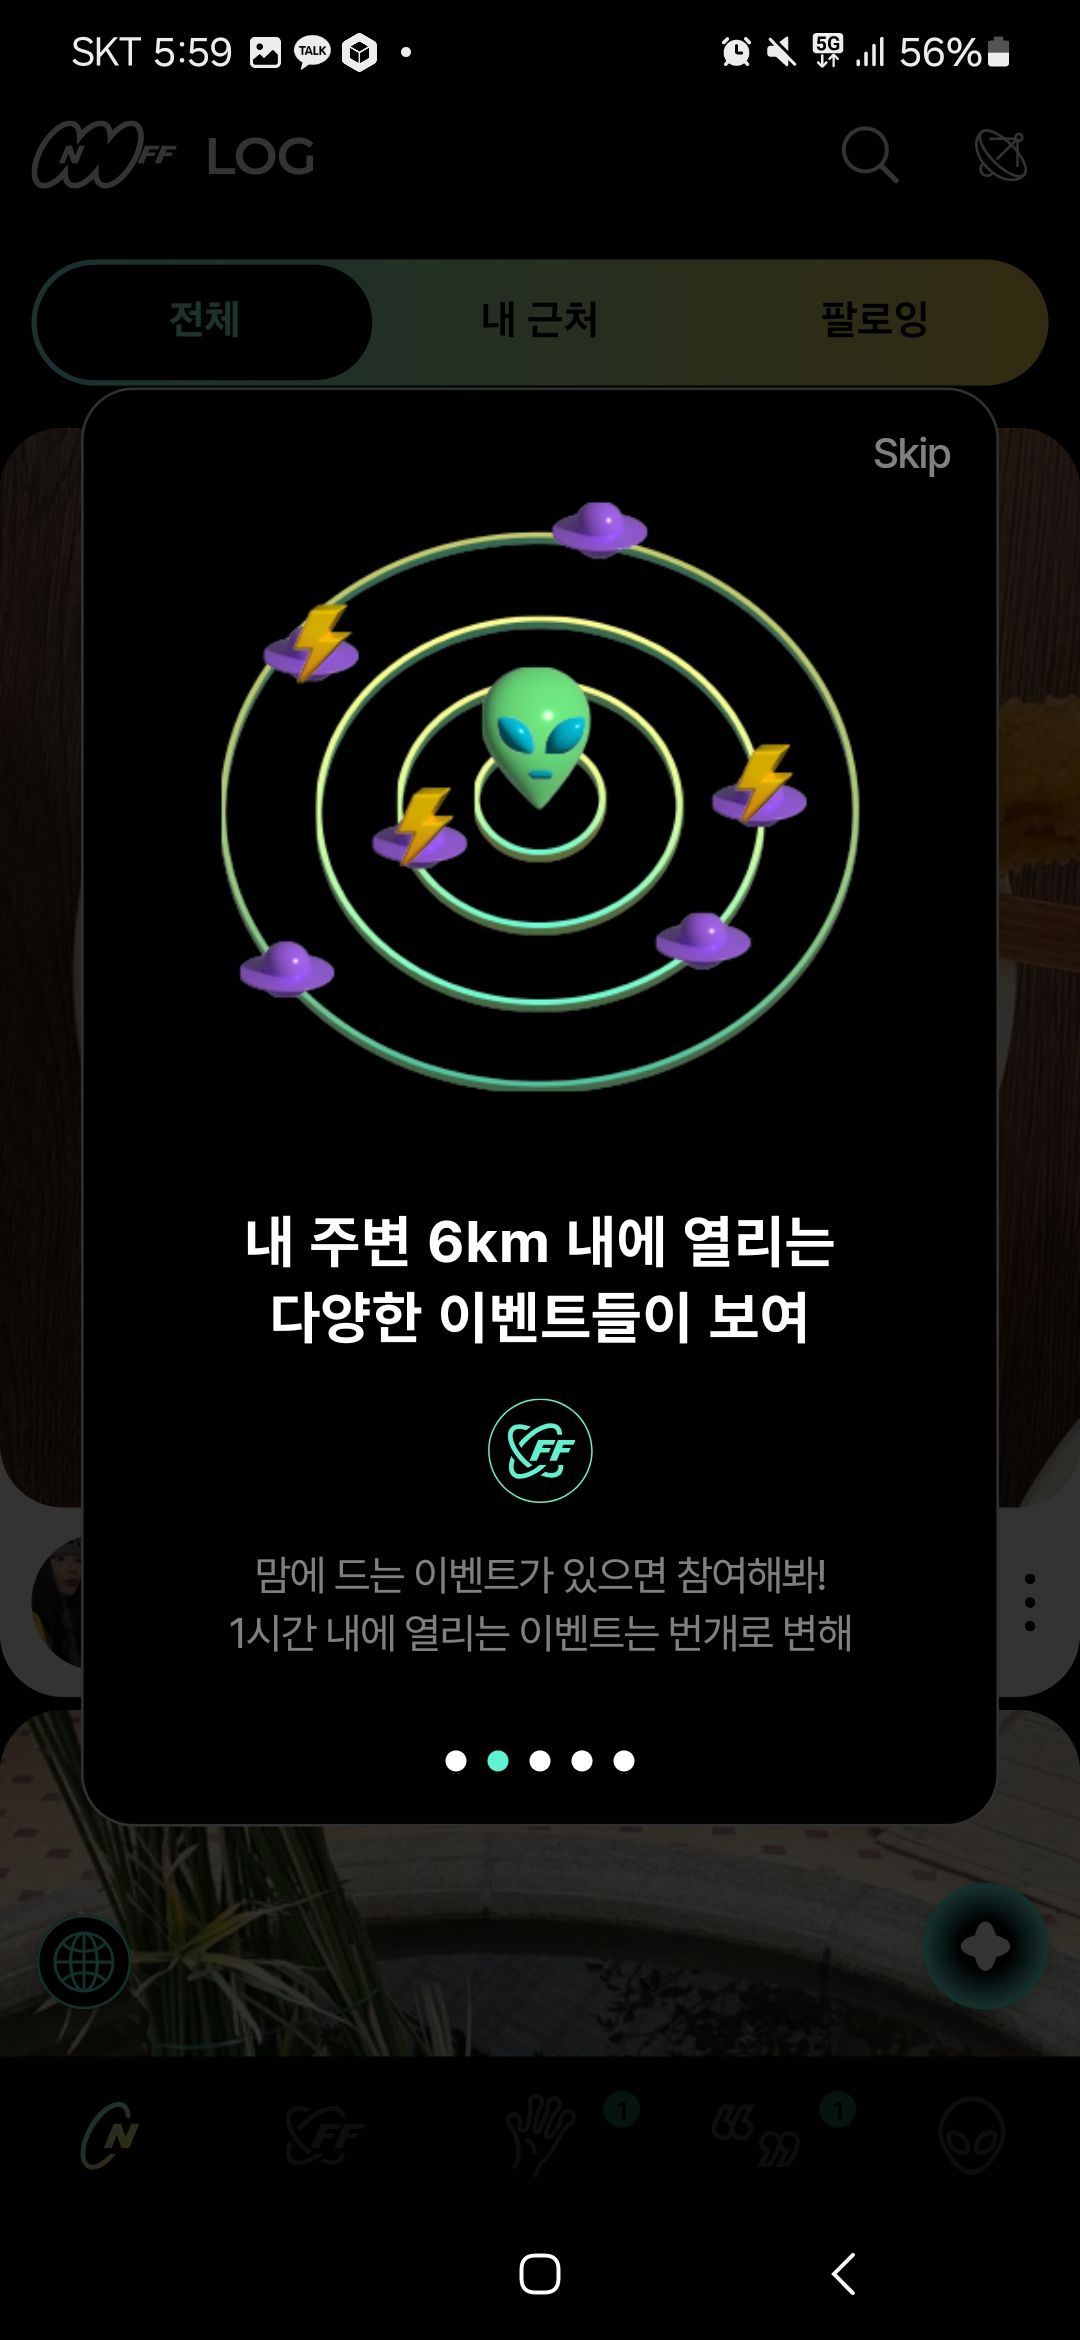 SKT 5:59 TALK 5G 56%
N FF LOG
전체 내 근처 팔로잉
Skip
내 주변 6km 내에 열리는
다양한 이벤트들이 보여
FF
맘에 드는 이벤트가 있으면 참여해봐!
1시간 내에 열리는 이벤트는 번개로 변해
N FF 1 1